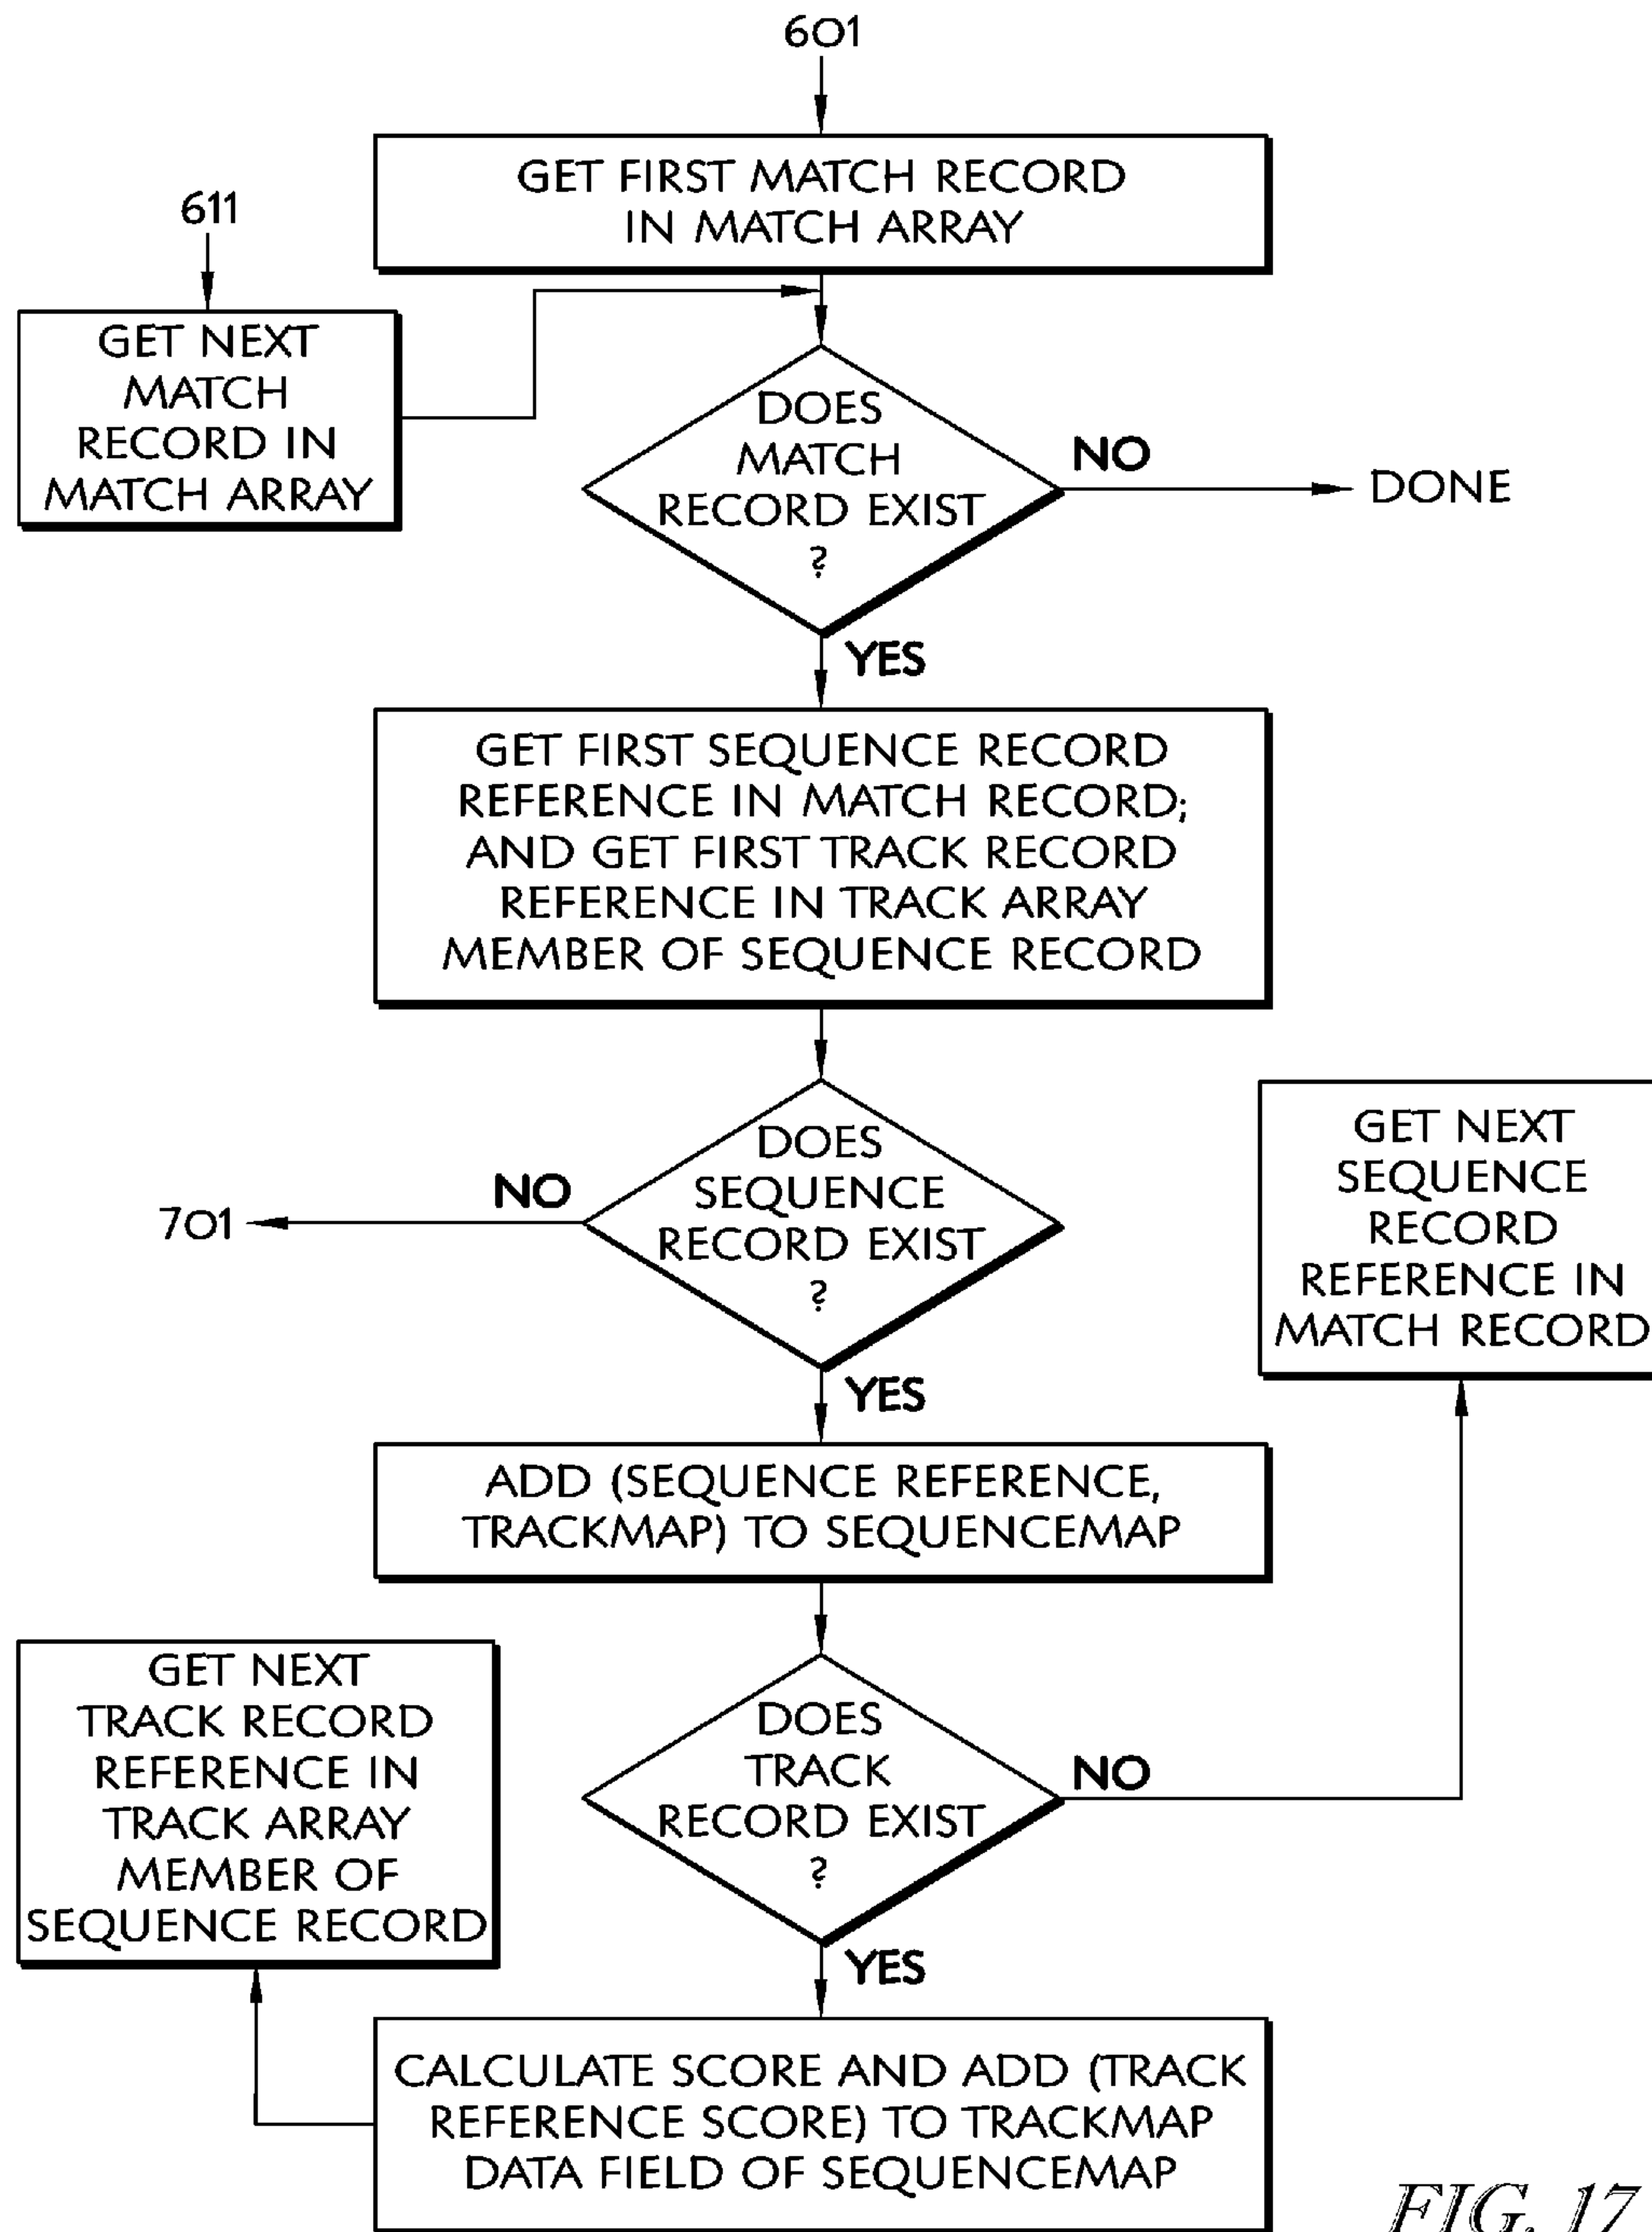 601
GET FIRST MATCH RECORD
IN MATCH ARRAY
611
GET NEXT
MATCH
RECORD IN
MATCH ARRAY
DOES
MATCH
RECORD EXIST
?
NO
DONE
YES
GET FIRST SEQUENCE RECORD
REFERENCE IN MATCH RECORD;
AND GET FIRST TRACK RECORD
REFERENCE IN TRACK ARRAY
MEMBER OF SEQUENCE RECORD
DOES
SEQUENCE
RECORD EXIST
?
NO
701
YES
GET NEXT
SEQUENCE
RECORD
REFERENCE IN
MATCH RECORD
ADD (SEQUENCE REFERENCE,
TRACKMAP) TO SEQUENCEMAP
GET NEXT
TRACK RECORD
REFERENCE IN
TRACK ARRAY
MEMBER OF
SEQUENCE RECORD
DOES
TRACK
RECORD EXIST
?
NO
YES
CALCULATE SCORE AND ADD (TRACK
REFERENCE SCORE) TO TRACKMAP
DATA FIELD OF SEQUENCEMAP
FIG. 17